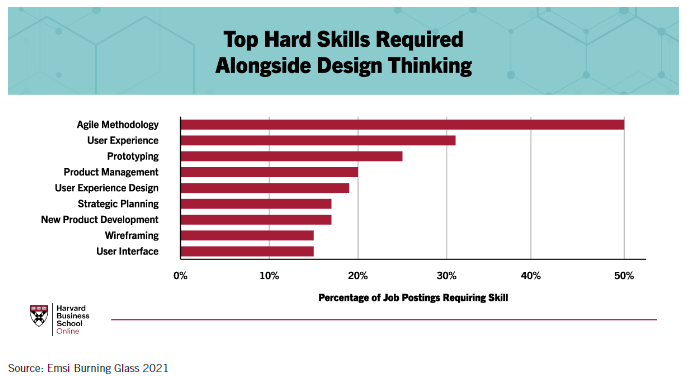 Top Hard Skills Required
Alongside Design Thinking
Agile Methodology
User Experience
Prototyping
Product Management
User Experience Design
Strategic Planning
New Product Development
Wireframing
User Interface
0% 10% 20% 30% 40% 50%
Percentage of Job Postings Requiring Skill
Harvard
Business
School
Online
Source: Emsi Burning Glass 2021